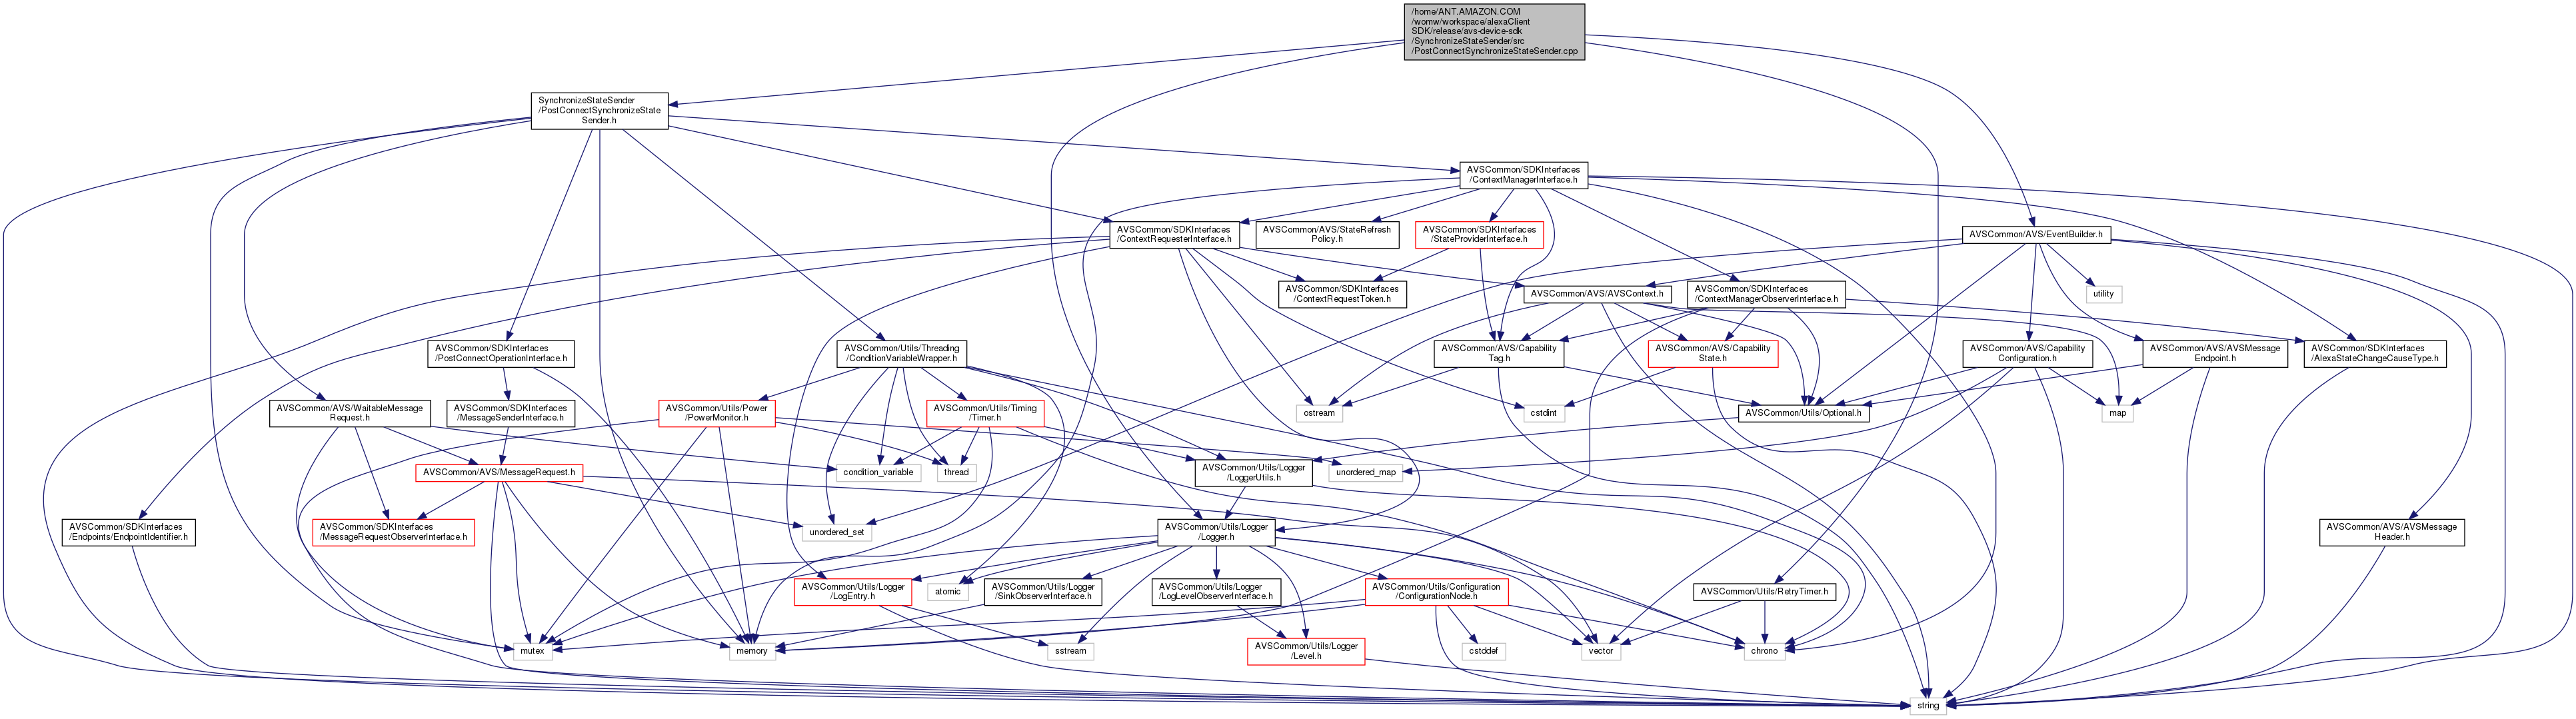 /home/ANT.AMAZON.COM
/womw/workspace/alexaClient
SDK/release/avs-device-sdk
/SynchronizeStateSender/src
/PostConnectSynchronizeStateSender.cpp
SynchronizeStateSender
/PostConnectSynchronizeState
Sender.h
AVSCommon/SDKInterfaces
/ContextManagerInterface.h
AVSCommon/SDKInterfaces
/ContextRequesterInterface.h
AVSCommon/AVS/StateRefresh
Policy.h
AVSCommon/SDKInterfaces
/StateProviderInterface.h
AVSCommon/AVS/EventBuilder.h
AVSCommon/SDKInterfaces
/ContextRequestToken.h
AVSCommon/AVS/AVSContext.h
AVSCommon/SDKInterfaces
/ContextManagerObserverInterface.h
utility
AVSCommon/SDKInterfaces
/PostConnectOperationInterface.h
AVSCommon/Utils/Threading
/ConditionVariableWrapper.h
AVSCommon/AVS/Capability
Tag.h
AVSCommon/AVS/Capability
State.h
AVSCommon/AVS/Capability
Configuration.h
AVSCommon/AVS/AVSMessage
Endpoint.h
AVSCommon/SDKInterfaces
/AlexaStateChangeCauseType.h
AVSCommon/AVS/WaitableMessage
Request.h
AVSCommon/SDKInterfaces
/MessageSenderInterface.h
AVSCommon/Utils/Power
/PowerMonitor.h
AVSCommon/Utils/Timing
/Timer.h
ostream
cstdint
AVSCommon/Utils/Optional.h
map
AVSCommon/AVS/MessageRequest.h
condition_variable
thread
AVSCommon/Utils/Logger
/LoggerUtils.h
unordered_map
AVSCommon/SDKInterfaces
/Endpoints/EndpointIdentifier.h
AVSCommon/SDKInterfaces
/MessageRequestObserverInterface.h
unordered_set
AVSCommon/Utils/Logger
/Logger.h
AVSCommon/AVS/AVSMessage
Header.h
AVSCommon/Utils/Logger
/LogEntry.h
atomic
AVSCommon/Utils/Logger
/SinkObserverInterface.h
AVSCommon/Utils/Logger
/LogLevelObserverInterface.h
AVSCommon/Utils/Configuration
/ConfigurationNode.h
AVSCommon/Utils/RetryTimer.h
mutex
memory
sstream
AVSCommon/Utils/Logger
/Level.h
cstddef
vector
chrono
string